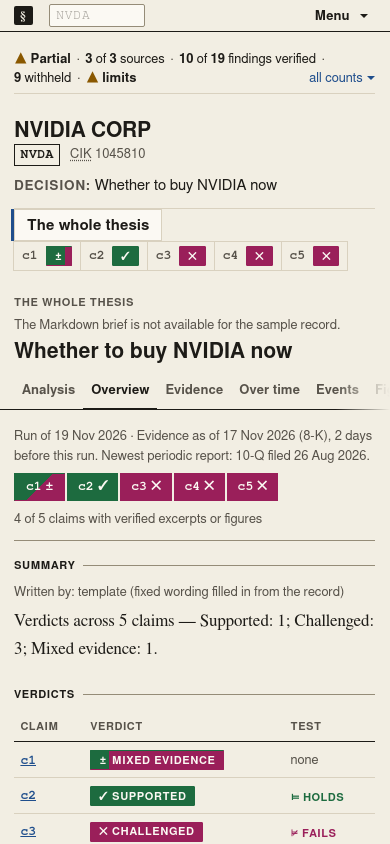 § NVDA Menu
▲ Partial · 3 of 3 sources · 10 of 19 findings verified ·
9 withheld · ▲ limits all counts
NVIDIA CORP
NVDA CIK 1045810
DECISION: Whether to buy NVIDIA now
The whole thesis
c1 ± c2 ✓ c3 ✕ c4 ✕ c5 ✕
THE WHOLE THESIS
The Markdown brief is not available for the sample record.
Whether to buy NVIDIA now
Analysis Overview Evidence Over time Events Fi
Run of 19 Nov 2026 · Evidence as of 17 Nov 2026 (8-K), 2 days
before this run. Newest periodic report: 10-Q filed 26 Aug 2026.
c1 ± c2 ✓ c3 ✕ c4 ✕ c5 ✕
4 of 5 claims with verified excerpts or figures
SUMMARY
Written by: template (fixed wording filled in from the record)
Verdicts across 5 claims — Supported: 1; Challenged:
3; Mixed evidence: 1.
VERDICTS
CLAIM VERDICT TEST
c1 ± MIXED EVIDENCE none
c2 ✓ SUPPORTED ⊨ HOLDS
c3 ✕ CHALLENGED ⊭ FAILS